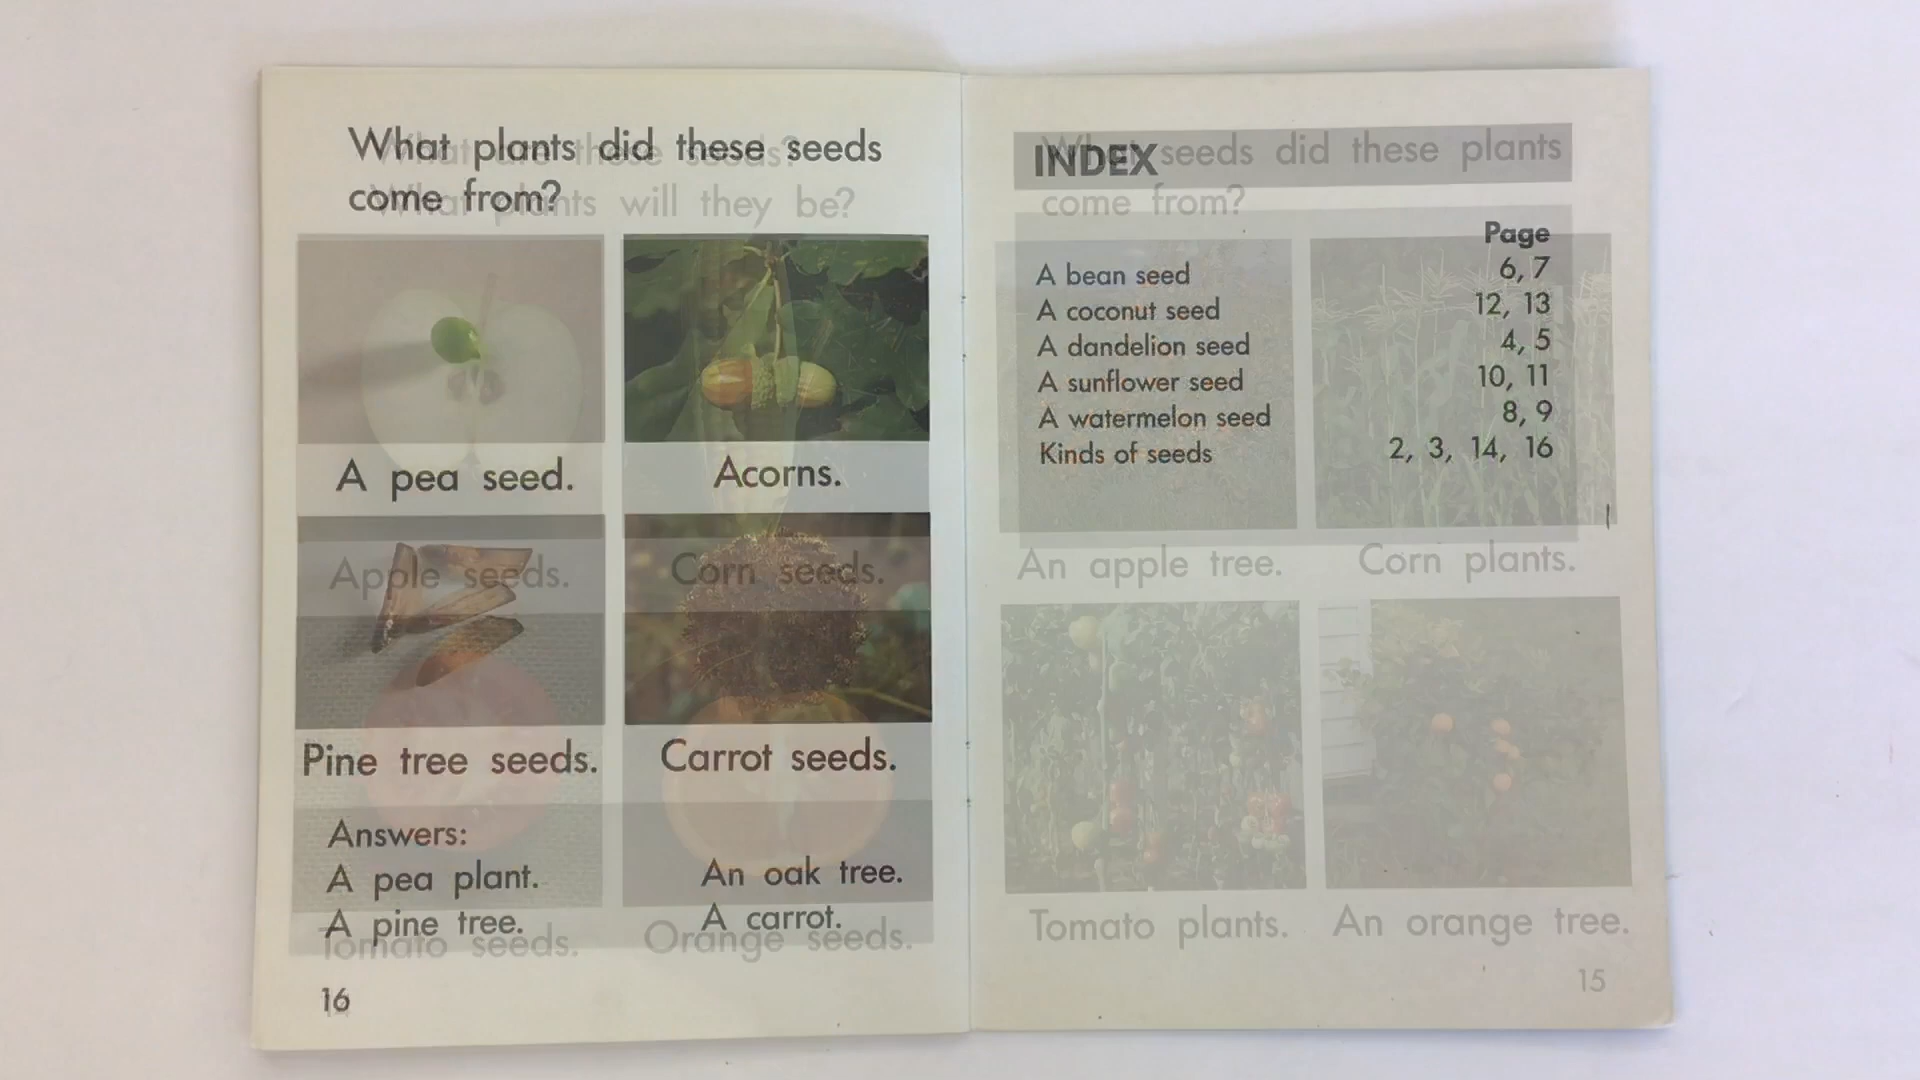 What plants did these seeds
come from?
A pea seed.
Acorns.
Pine tree seeds.
Carrot seeds.
Answers:
A pea plant.
An oak tree.
A pine tree.
A carrot.
16
What are these seeds?
What plants will they be?
Apple seeds.
Corn seeds.
Tomato seeds.
Orange seeds.
INDEX
Page
A bean seed 6, 7
A coconut seed 12, 13
A dandelion seed 4, 5
A sunflower seed 10, 11
A watermelon seed 8, 9
Kinds of seeds 2, 3, 14, 16
What seeds did these plants
come from?
An apple tree.
Corn plants.
Tomato plants.
An orange tree.
15